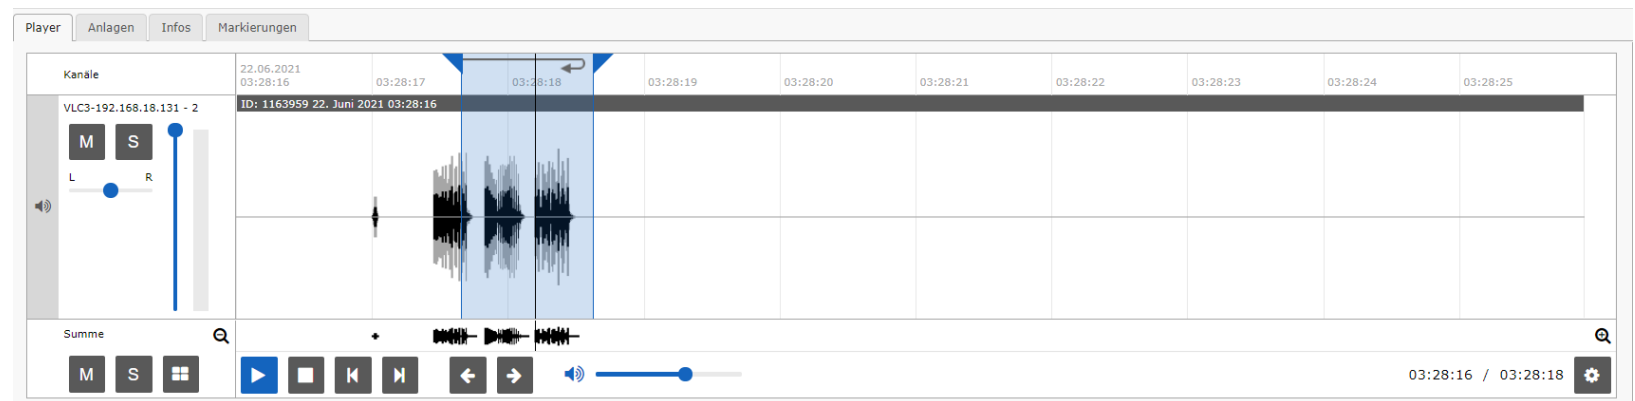 Player Anlagen Infos Markierungen
Kanäle
22.06.2021
03:28:16 03:28:17 03:28:18 03:28:19 03:28:20 03:28:21 03:28:22 03:28:23 03:28:24 03:28:25
VLC3-192.168.18.131 - 2
ID: 1163959 22. Juni 2021 03:28:16
M S
L R
Summe
M S
03:28:16 / 03:28:18